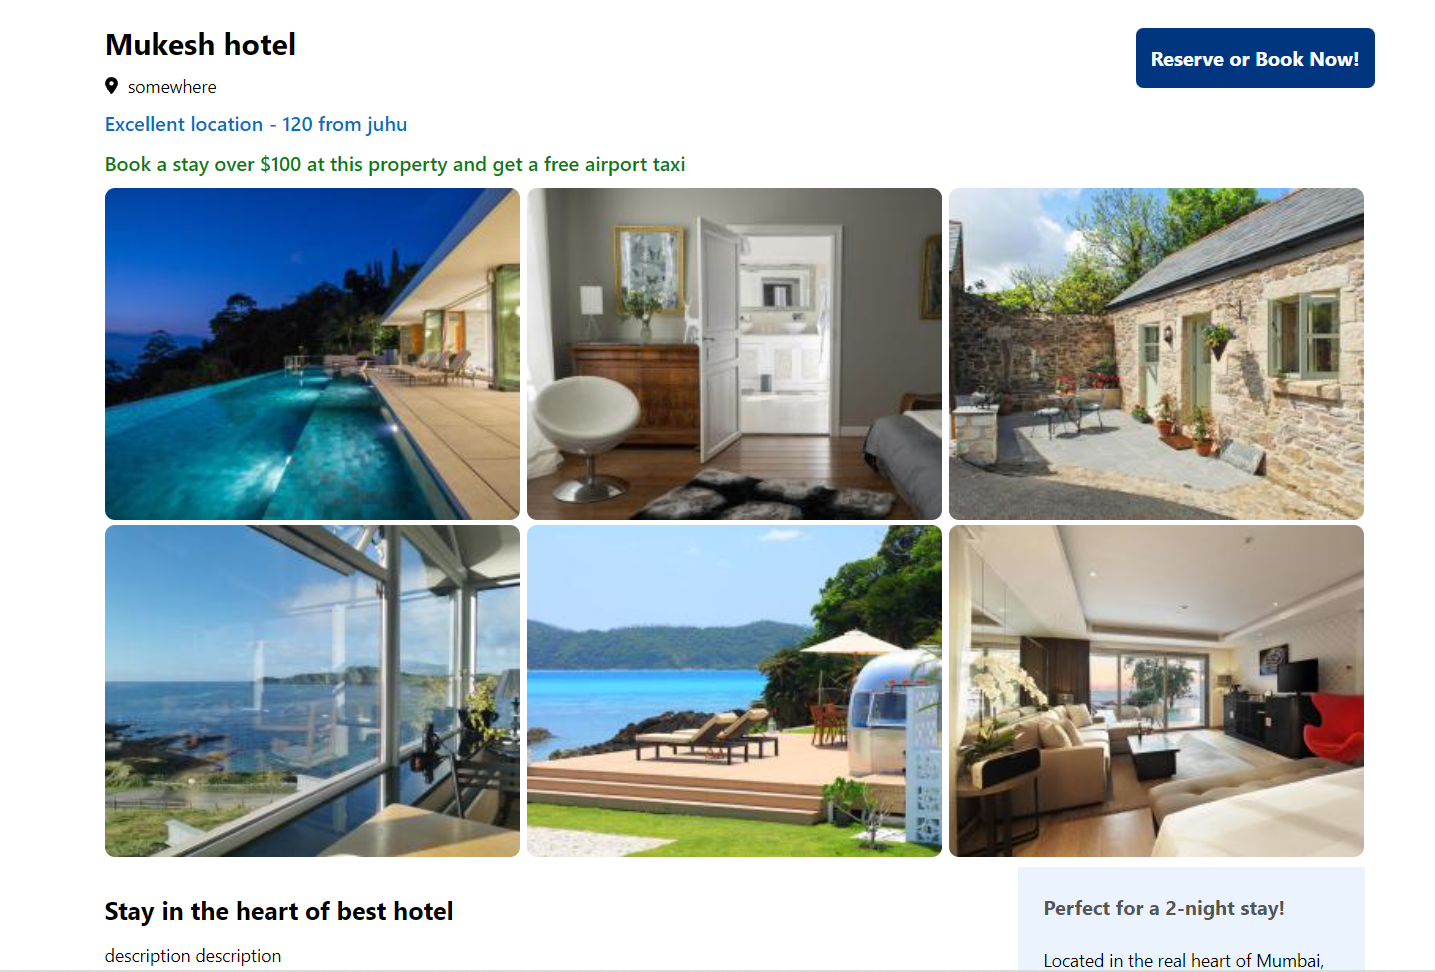 Mukesh hotel
Reserve or Book Now!
somewhere
Excellent location - 120 from juhu
Book a stay over $100 at this property and get a free airport taxi
Stay in the heart of best hotel
description description
Perfect for a 2-night stay!
Located in the real heart of Mumbai,